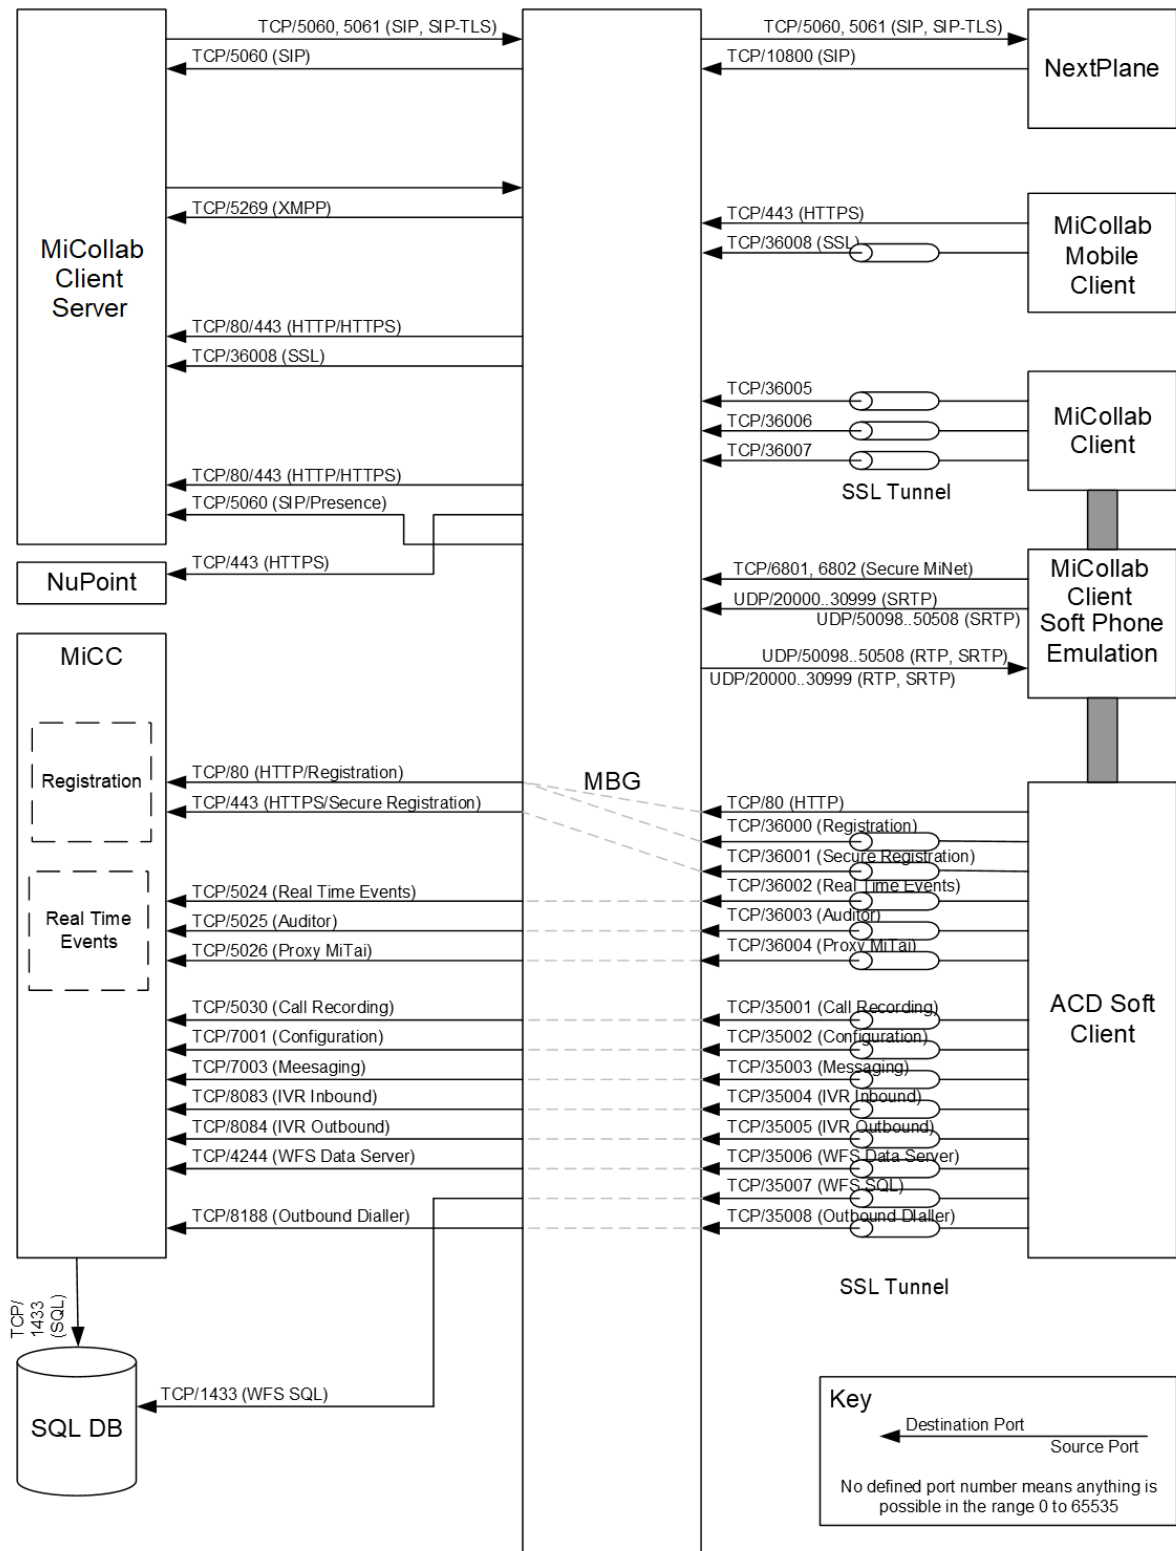 TCP/5060, 5061 (SIP, SIP-TLS)
TCP/5060 (SIP)
TCP/5269 (XMPP)
MiCollab
Client
Server
TCP/80/443 (HTTP/HTTPS)
TCP/36008 (SSL)
TCP/80/443 (HTTP/HTTPS)
TCP/5060 (SIP/Presence)
TCP/443 (HTTPS)
NuPoint
MiCC
Registration
TCP/80 (HTTP/Registration)
TCP/443 (HTTPS/Secure Registration)
Real Time
Events
TCP/5024 (Real Time Events)
TCP/5025 (Auditor)
TCP/5026 (Proxy MiTai)
TCP/5030 (Call Recording)
TCP/7001 (Configuration)
TCP/7003 (Meesaging)
TCP/8083 (IVR Inbound)
TCP/8084 (IVR Outbound)
TCP/4244 (WFS Data Server)
TCP/8188 (Outbound Dialler)
TCP/
1433
(SQL)
TCP/1433 (WFS SQL)
SQL DB
MBG
TCP/5060, 5061 (SIP, SIP-TLS)
TCP/10800 (SIP)
NextPlane
TCP/443 (HTTPS)
TCP/36008 (SSL)
MiCollab
Mobile
Client
TCP/36005
TCP/36006
TCP/36007
SSL Tunnel
MiCollab
Client
TCP/6801, 6802 (Secure MiNet)
UDP/20000..30999 (SRTP)
UDP/50098..50508 (SRTP)
UDP/50098..50508 (RTP, SRTP)
UDP/20000..30999 (RTP, SRTP)
MiCollab
Client
Soft Phone
Emulation
TCP/80 (HTTP)
TCP/36000 (Registration)
TCP/36001 (Secure Registration)
TCP/36002 (Real Time Events)
TCP/36003 (Auditor)
TCP/36004 (Proxy MiTai)
TCP/35001 (Call Recording)
TCP/35002 (Configuration)
TCP/35003 (Messaging)
TCP/35004 (IVR Inbound)
TCP/35005 (IVR Outbound)
TCP/35006 (WFS Data Server)
TCP/35007 (WFS SQL)
TCP/35008 (Outbound DIaller)
ACD Soft
Client
SSL Tunnel
Key
Destination Port
Source Port
No defined port number means anything is
possible in the range 0 to 65535